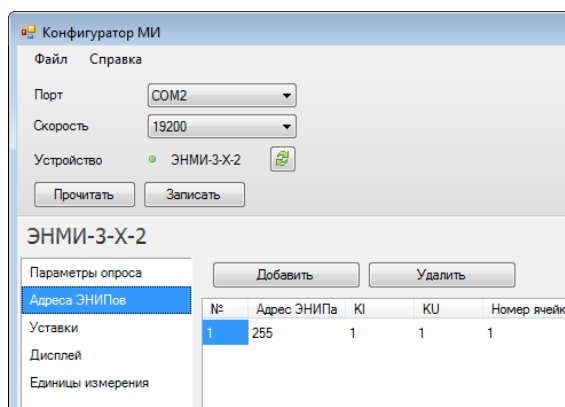 Конфигуратор МИ
Файл Справка
Порт COM2
Скорость 19200
Устройство ЭНМИ-3-X-2
Прочитать Записать
ЭНМИ-3-X-2
Параметры опроса
Адреса ЭНИПов
Уставки
Дисплей
Единицы измерения
Добавить Удалить
№ Адрес ЭНИПа KI KU Номер ячейк
1 255 1 1 1